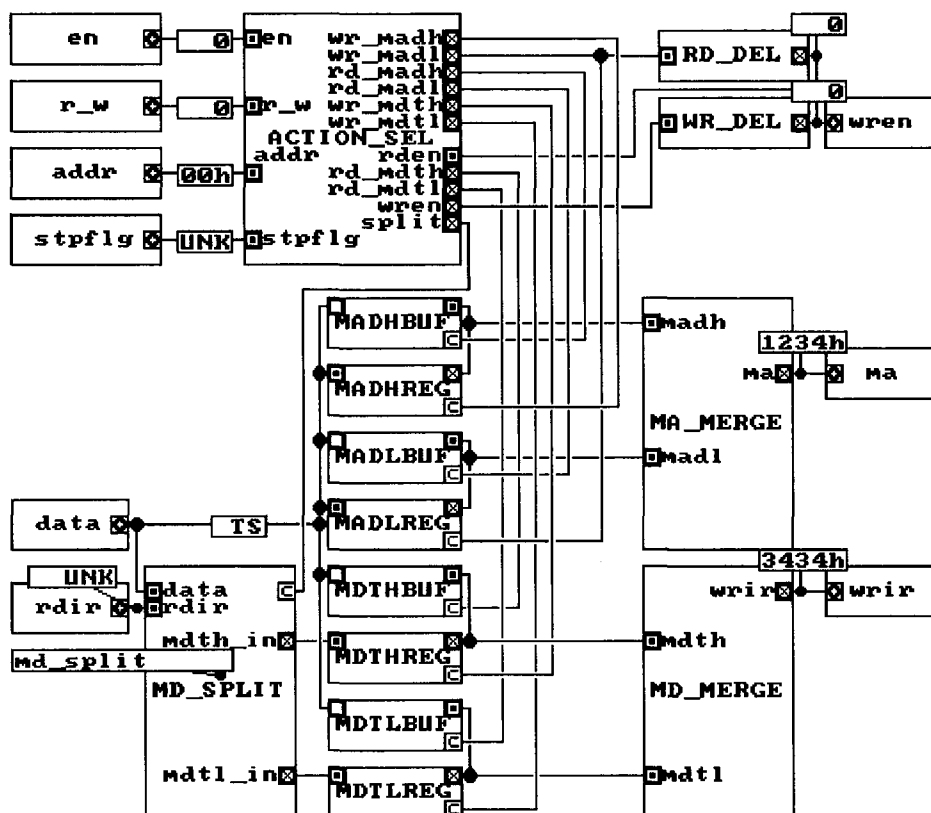 en
0
en
r_w
0
r_w
addr
00h
addr
stpflg
UNK
stpflg
ACTION_SEL
wr_madh
wr_madl
rd_madh
rd_madl
wr_mdth
wr_mdtl
rden
rd_mdth
rd_mdtl
wren
split
0
RD_DEL
0
WR_DEL
wren
MADHBUF
C
MADHREG
C
MADLBUF
C
MADLREG
C
MDTHBUF
C
MDTHREG
C
MDTLBUF
C
MDTLREG
C
madh
1234h
ma
ma
MA_MERGE
madl
data
TS
UNK
rdir
data
C
rdir
mdth_in
md_split
MD_SPLIT
mdtl_in
3434h
wrir
wrir
mdth
MD_MERGE
mdtl